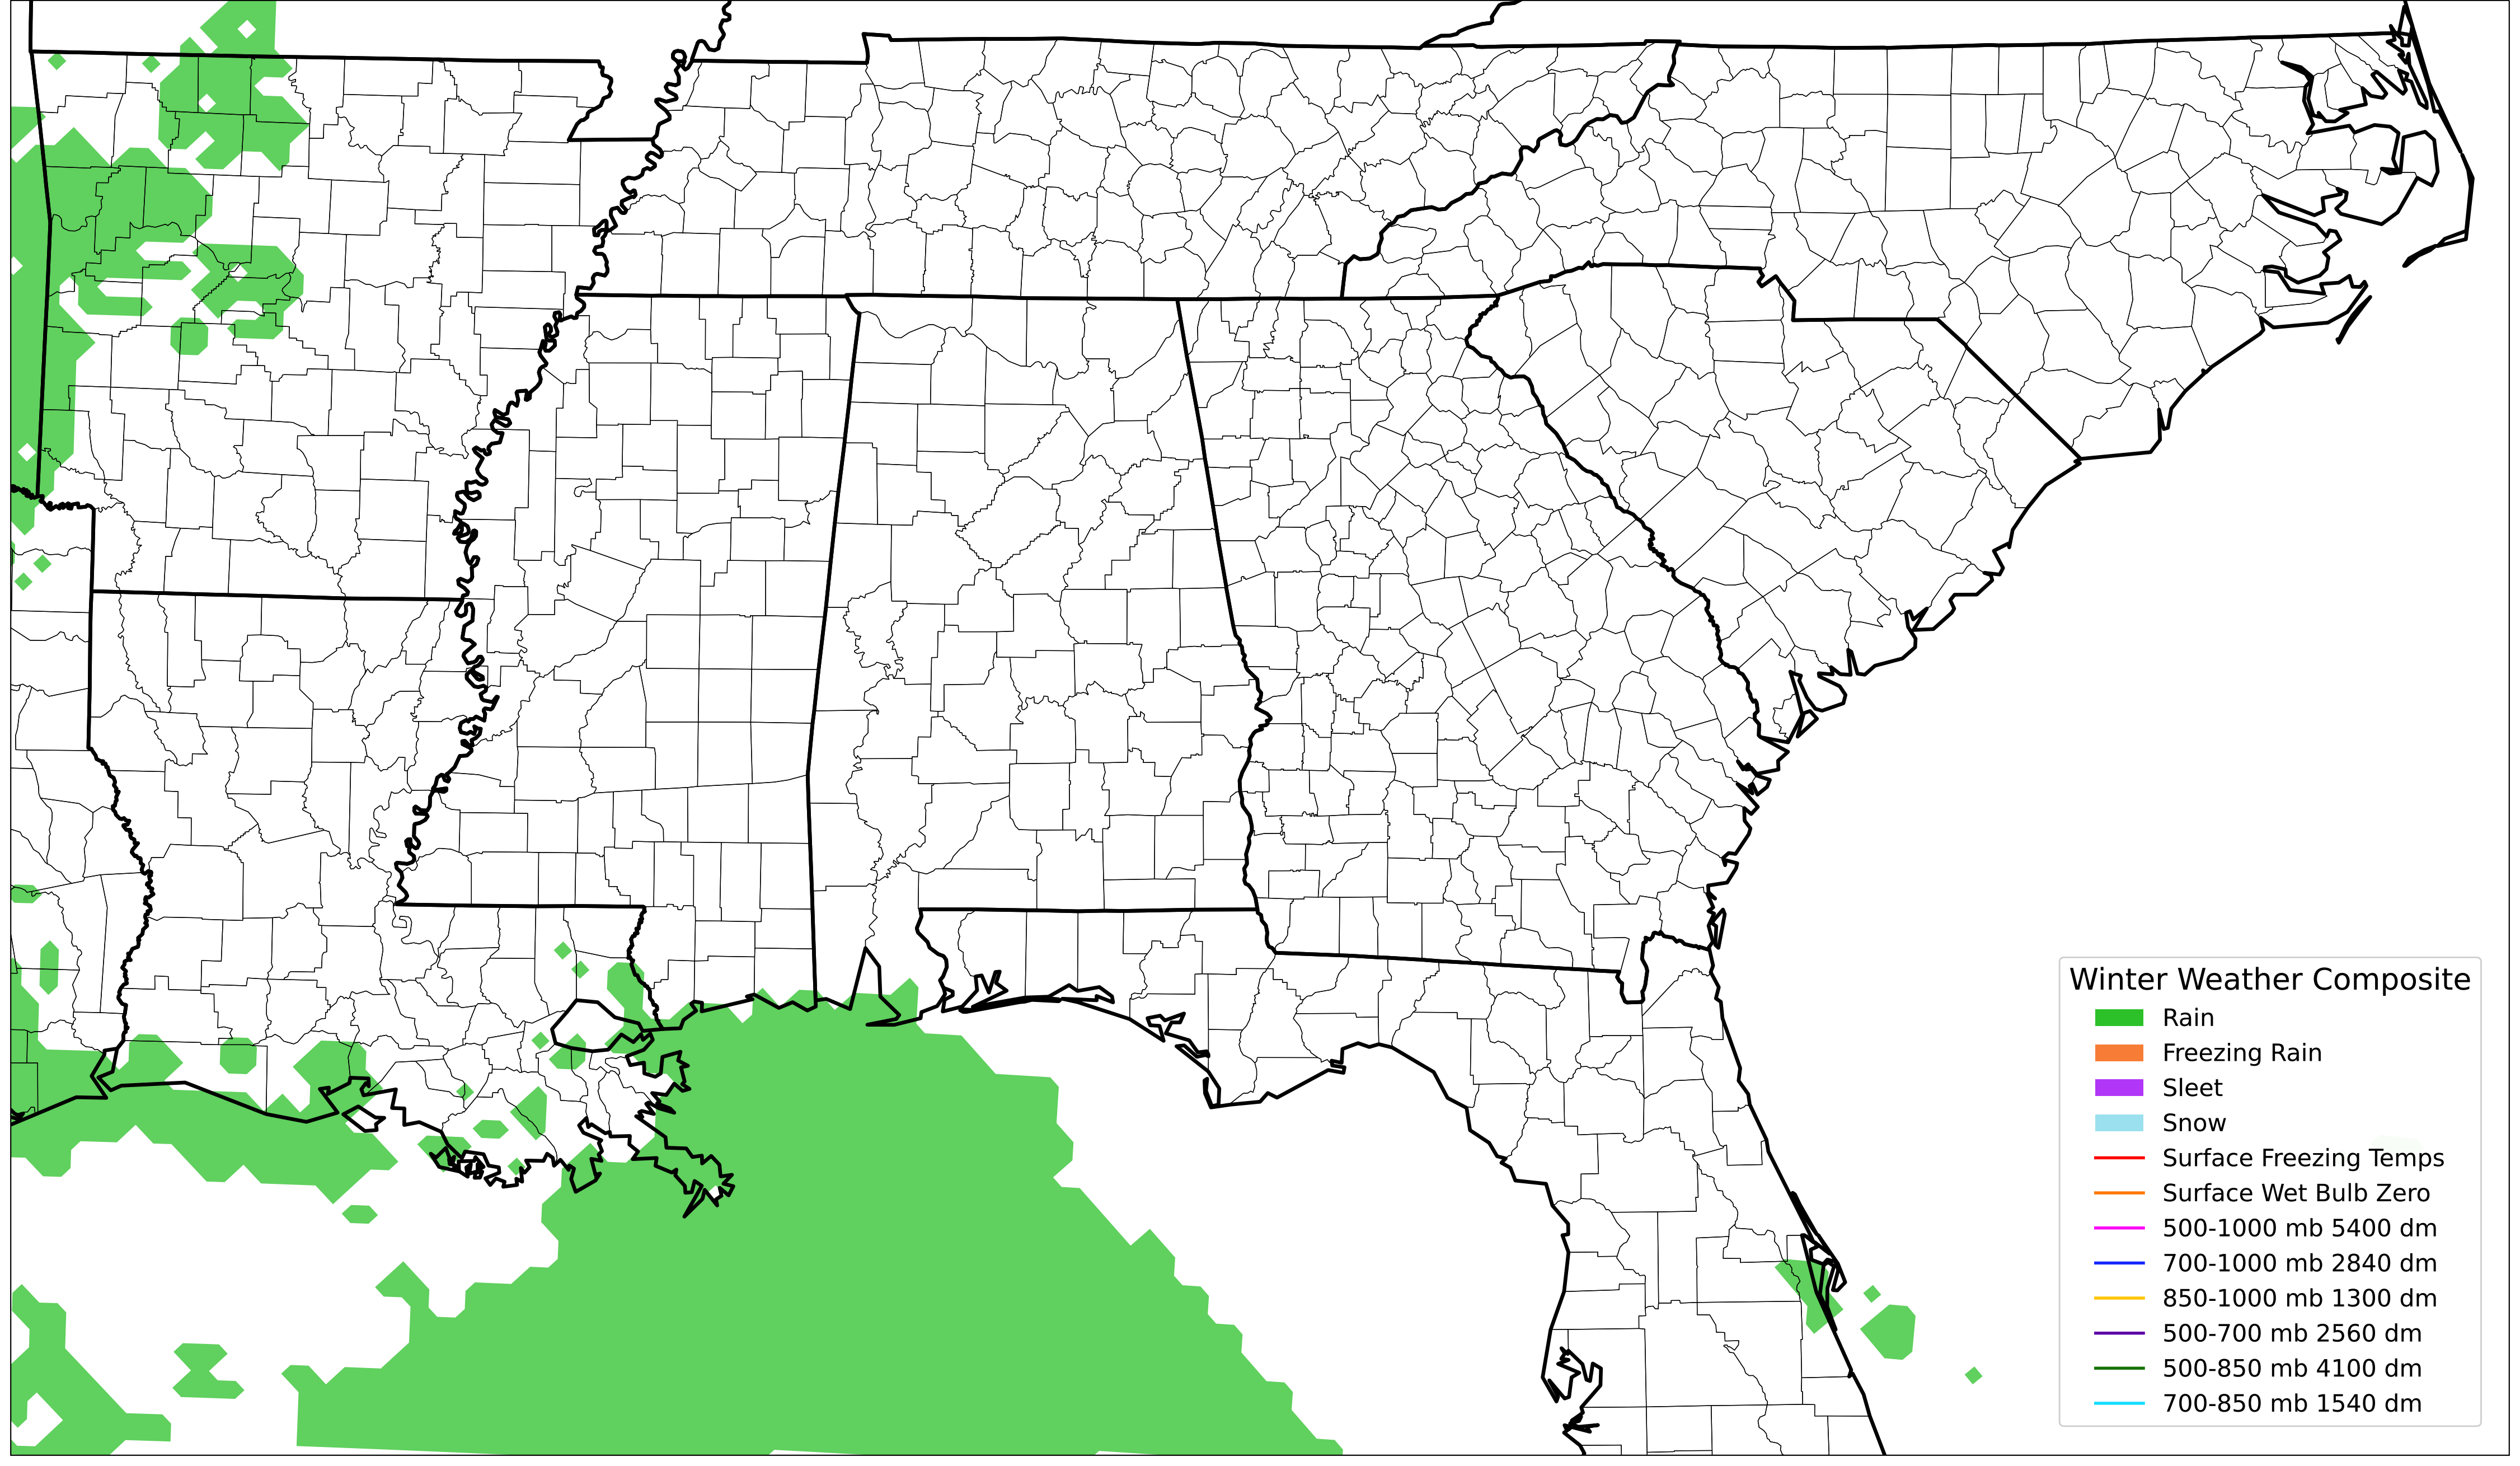 Winter Weather Composite
Rain
Freezing Rain
Sleet
Snow
Surface Freezing Temps
Surface Wet Bulb Zero
500-1000 mb 5400 dm
700-1000 mb 2840 dm
850-1000 mb 1300 dm
500-700 mb 2560 dm
500-850 mb 4100 dm
700-850 mb 1540 dm